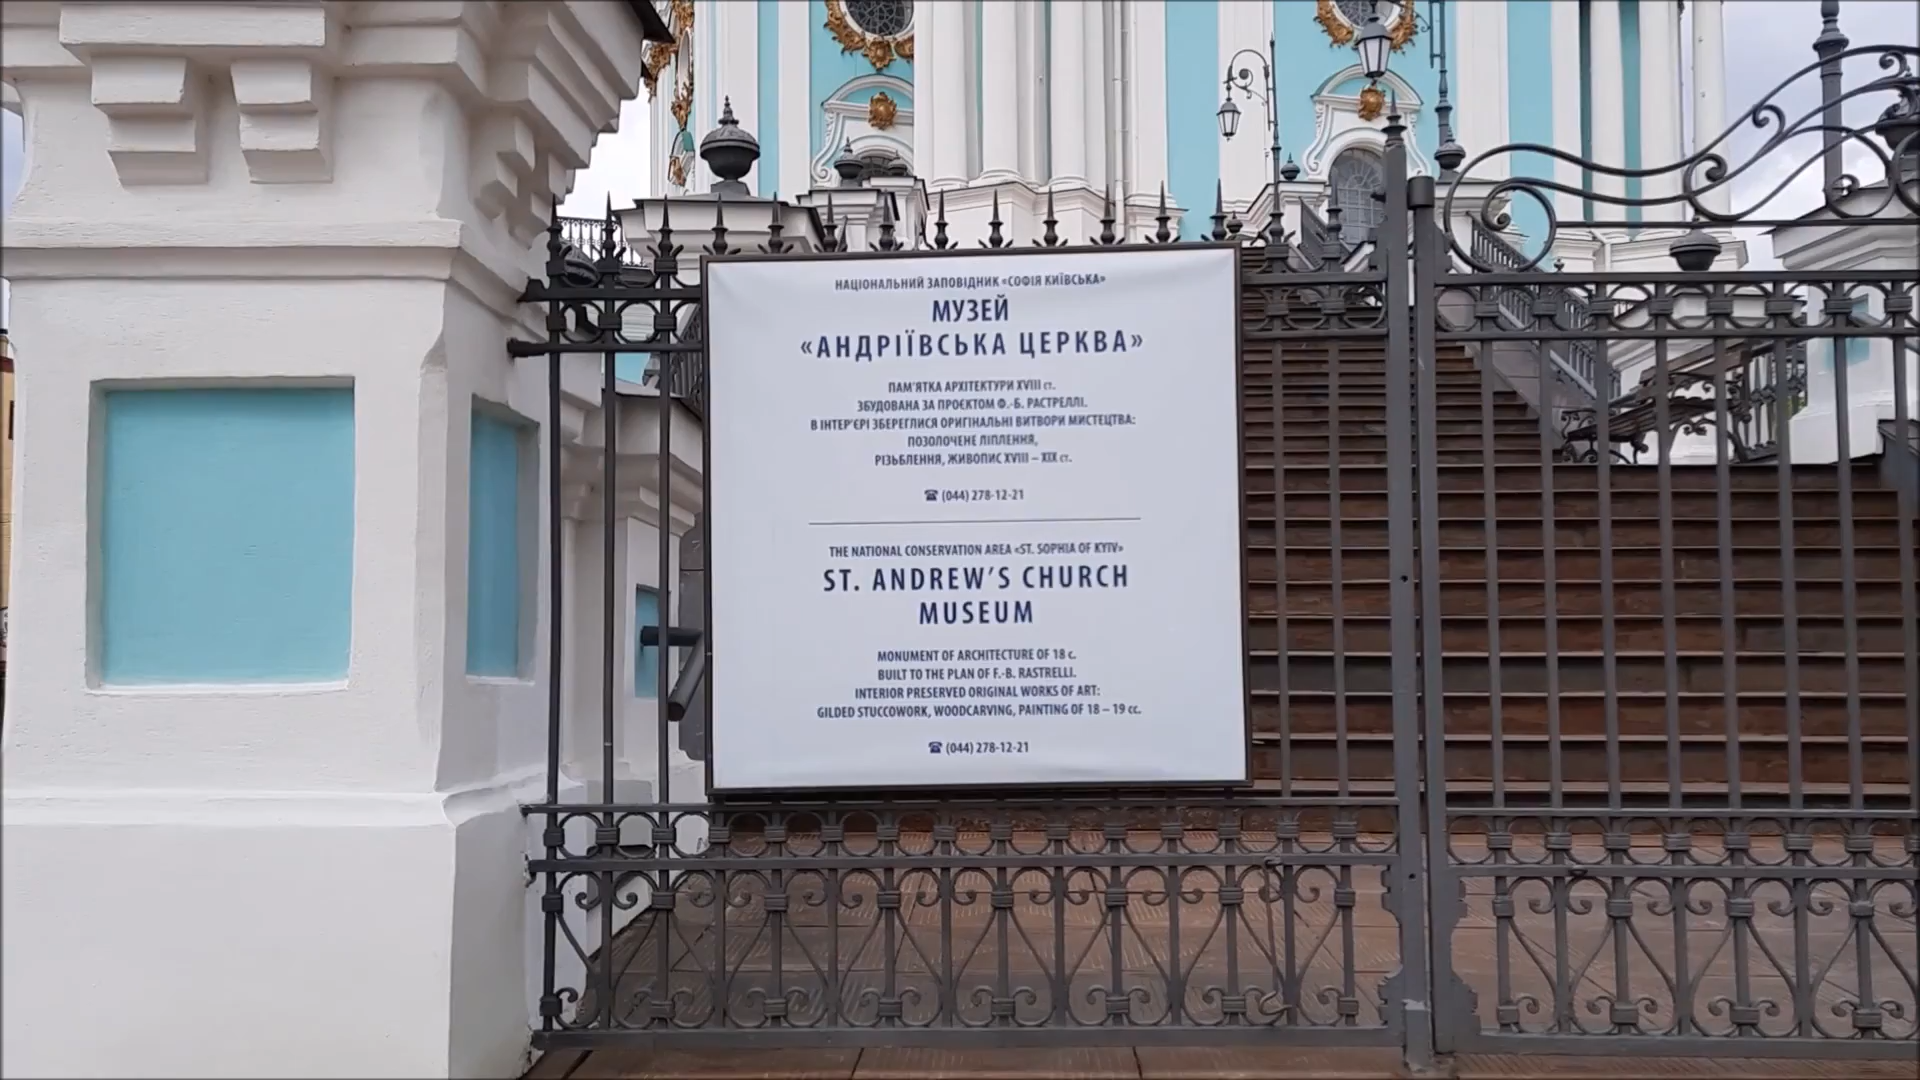 НАЦІОНАЛЬНИЙ ЗАПОВІДНИК «СОФІЯ КИЇВСЬКА»
МУЗЕЙ
«АНДРІЇВСЬКА ЦЕРКВА»
ПАМ'ЯТКА АРХІТЕКТУРИ XVIII ст.
ЗБУДОВАНА ЗА ПРОЄКТОМ Ф.-Б. РАСТРЕЛЛІ.
В ІНТЕР'ЄРІ ЗБЕРЕГЛИСЯ ОРИГІНАЛЬНІ ВИТВОРИ МИСТЕЦТВА:
ПОЗОЛОЧЕНЕ ЛІПЛЕННЯ,
РІЗЬБЛЕННЯ, ЖИВОПИС XVIII – XIX ст.
☎ (044) 278-12-21
THE NATIONAL CONSERVATION AREA «ST. SOPHIA OF KYIV»
ST. ANDREW'S CHURCH
MUSEUM
MONUMENT OF ARCHITECTURE OF 18 c.
BUILT TO THE PLAN OF F.-B. RASTRELLI.
INTERIOR PRESERVED ORIGINAL WORKS OF ART:
GILDED STUCCOWORK, WOODCARVING, PAINTING OF 18 – 19 cc.
☎ (044) 278-12-21